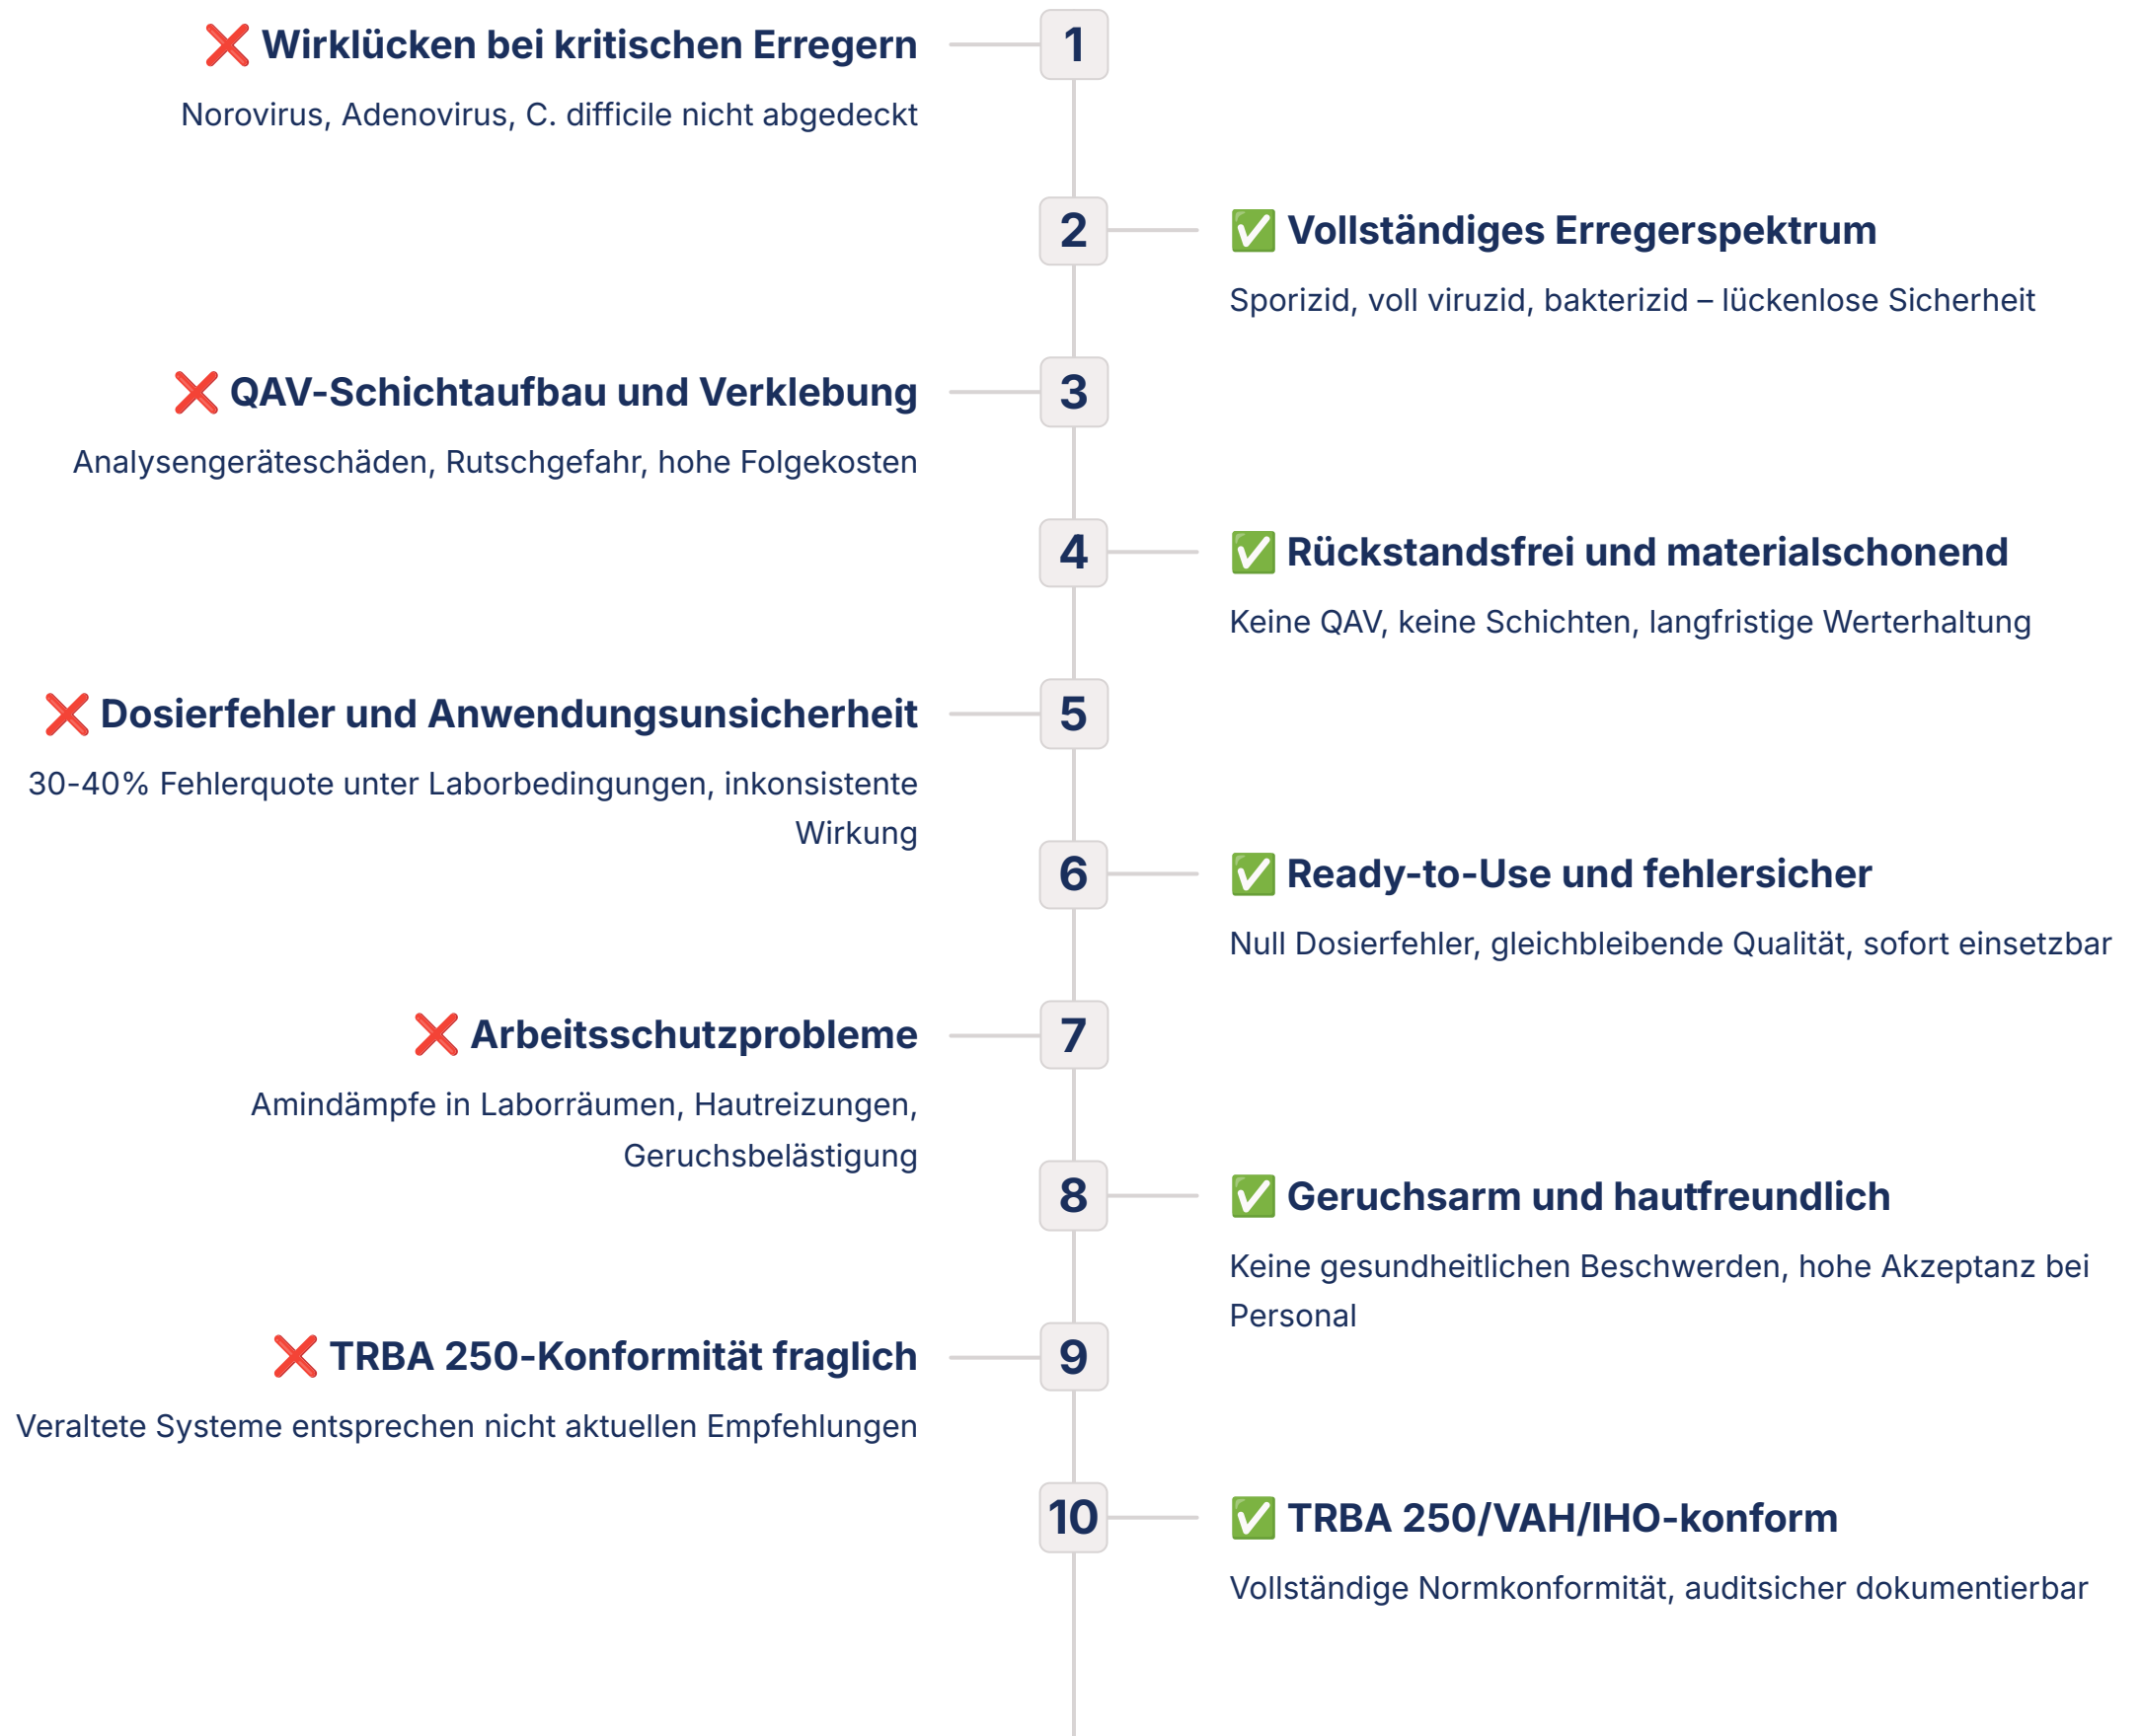 ❌ Wirklücken bei kritischen Erregern
1
Norovirus, Adenovirus, C. difficile nicht abgedeckt
2
✅ Vollständiges Erregerspektrum
Sporizid, voll viruzid, bakterizid – lückenlose Sicherheit
❌ QAV-Schichtaufbau und Verklebung
3
Analysengeräteschäden, Rutschgefahr, hohe Folgekosten
4
✅ Rückstandsfrei und materialschonend
Keine QAV, keine Schichten, langfristige Werterhaltung
❌ Dosierfehler und Anwendungsunsicherheit
5
30-40% Fehlerquote unter Laborbedingungen, inkonsistente
Wirkung
6
✅ Ready-to-Use und fehlersicher
Null Dosierfehler, gleichbleibende Qualität, sofort einsetzbar
❌ Arbeitsschutzprobleme
7
Amindämpfe in Laborräumen, Hautreizungen,
Geruchsbelästigung
8
✅ Geruchsarm und hautfreundlich
Keine gesundheitlichen Beschwerden, hohe Akzeptanz bei
Personal
❌ TRBA 250-Konformität fraglich
9
Veraltete Systeme entsprechen nicht aktuellen Empfehlungen
10
✅ TRBA 250/VAH/IHO-konform
Vollständige Normkonformität, auditsicher dokumentierbar